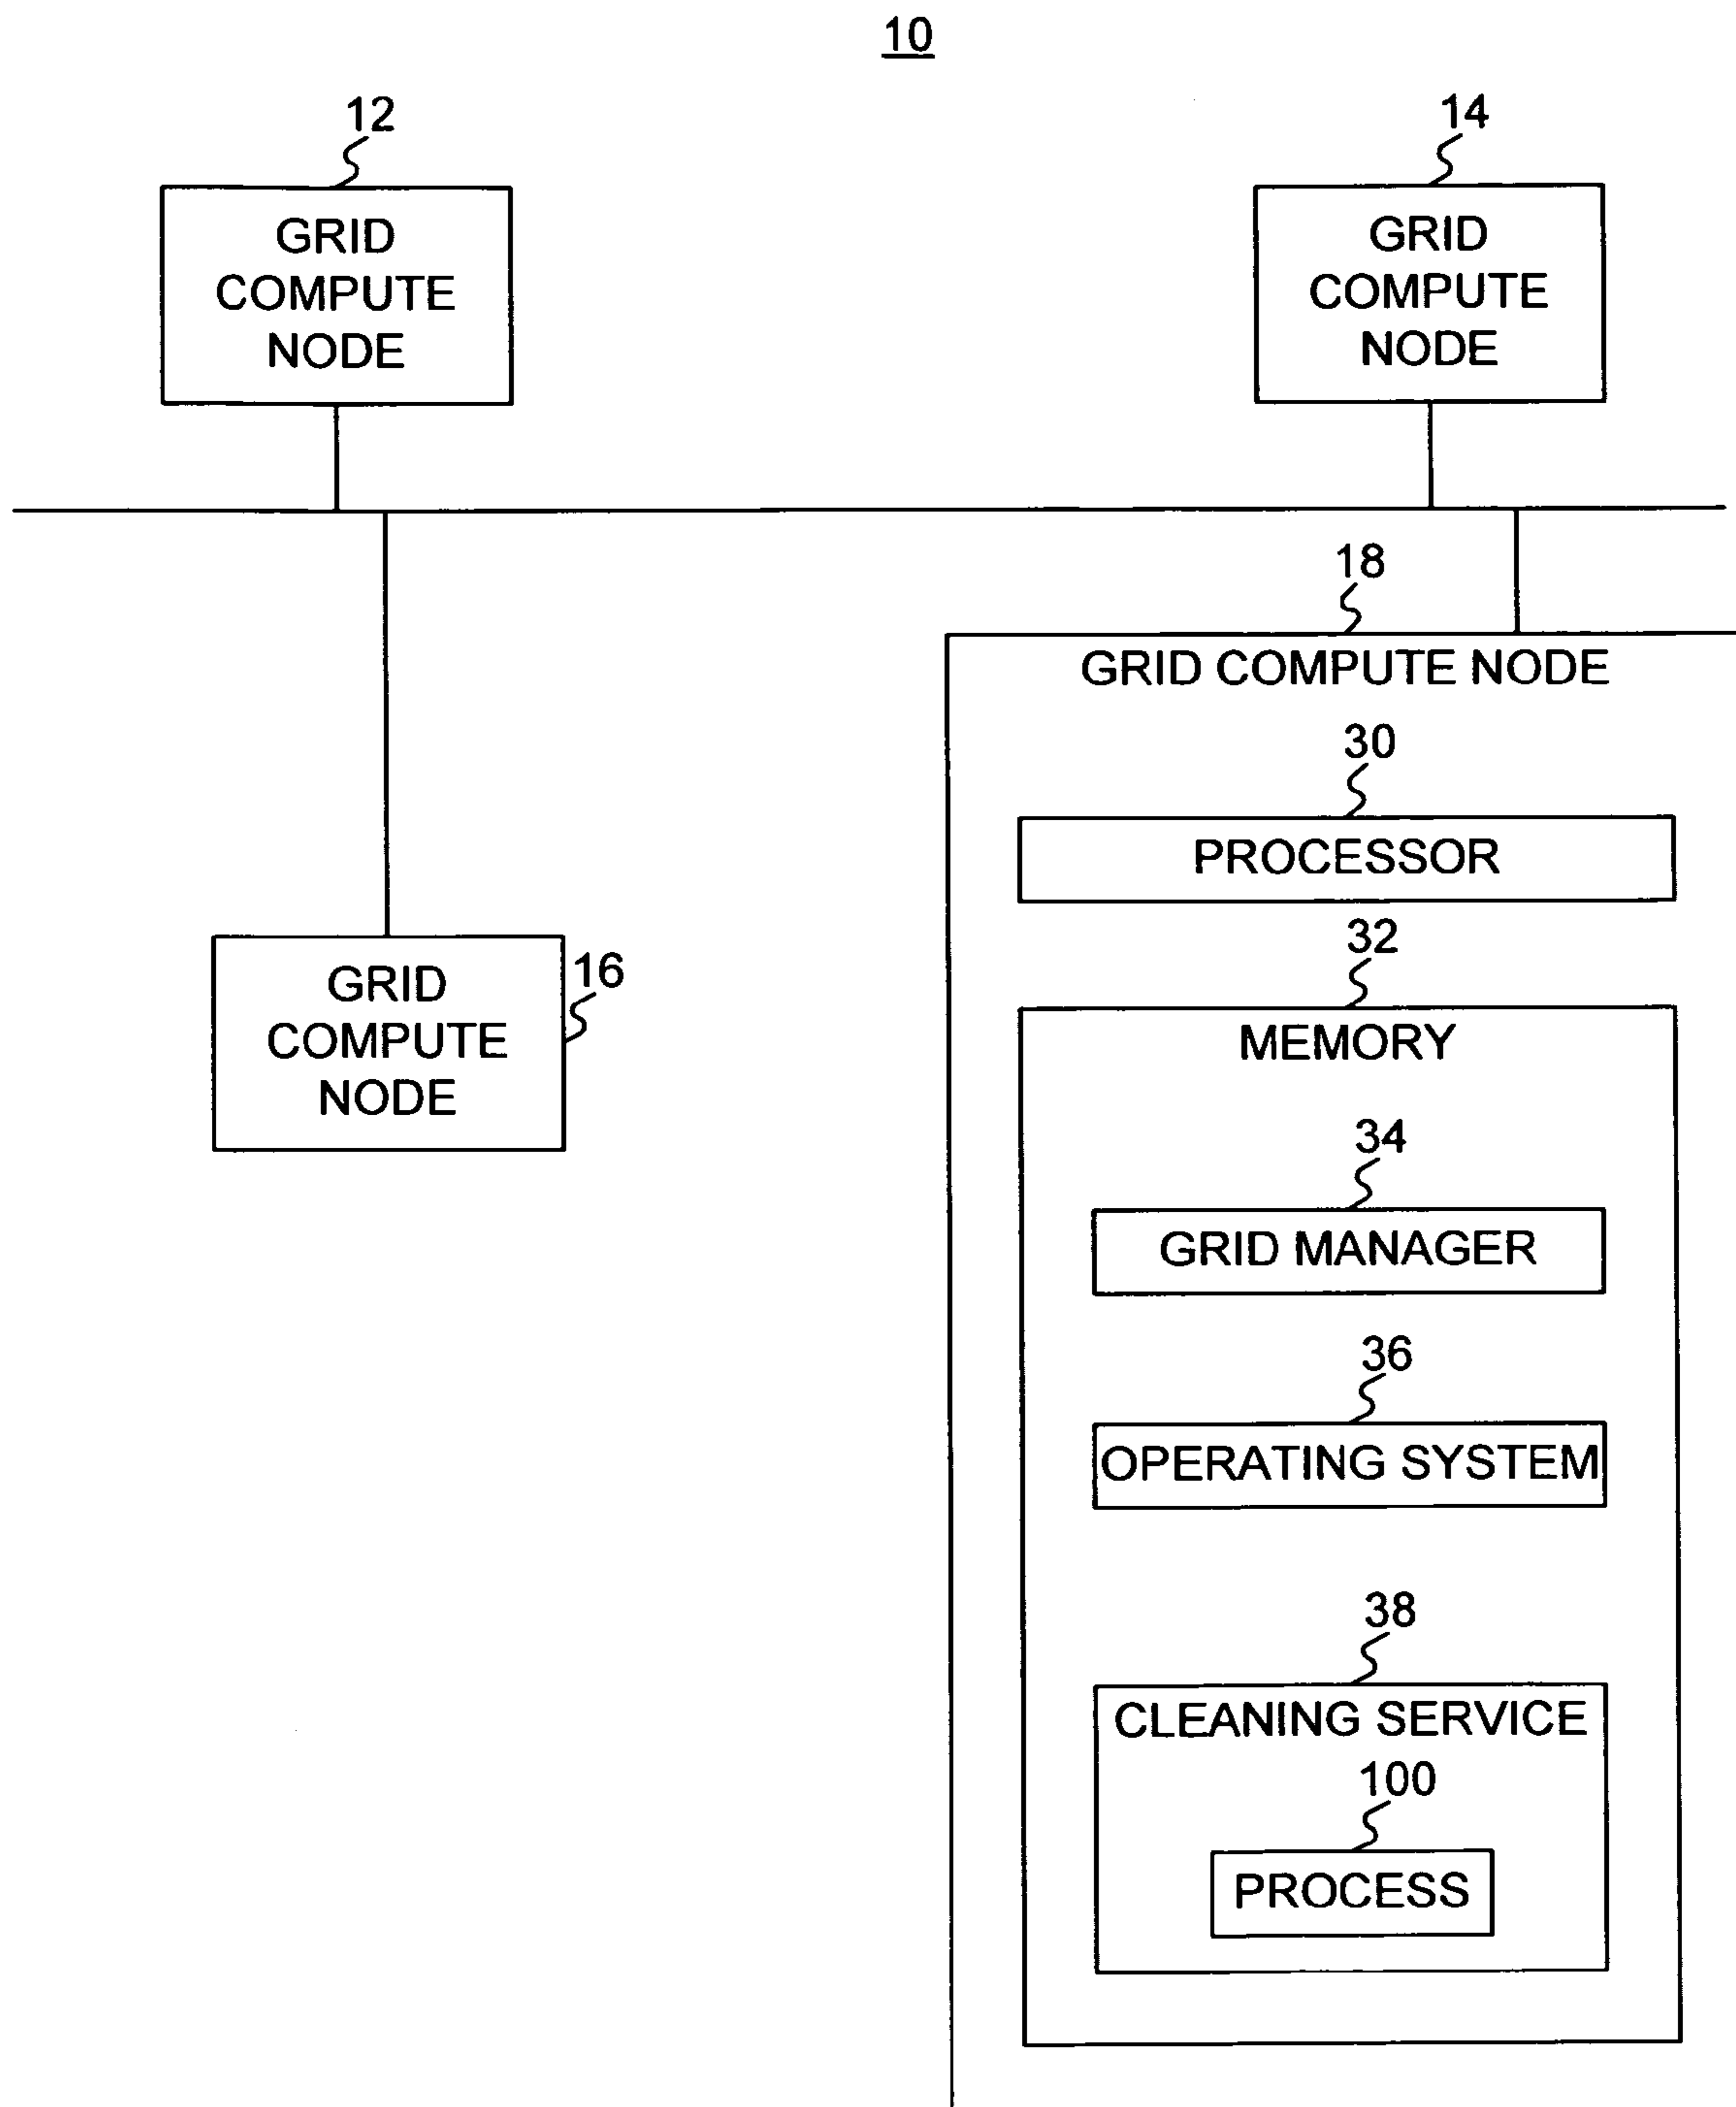 10
12
GRID
COMPUTE
NODE
14
GRID
COMPUTE
NODE
16
GRID
COMPUTE
NODE
18
GRID COMPUTE NODE
30
PROCESSOR
32
MEMORY
34
GRID MANAGER
36
OPERATING SYSTEM
38
CLEANING SERVICE
100
PROCESS